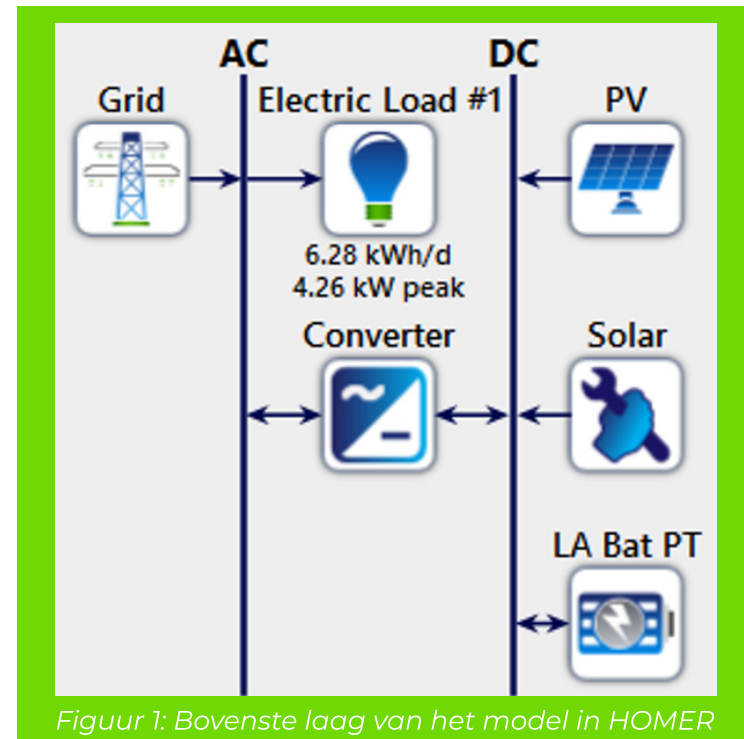 AC DC
Grid Electric Load #1 PV
6.28 kWh/d
4.26 kW peak
Converter Solar
LA Bat PT
Figuur 1: Bovenste laag van het model in HOMER